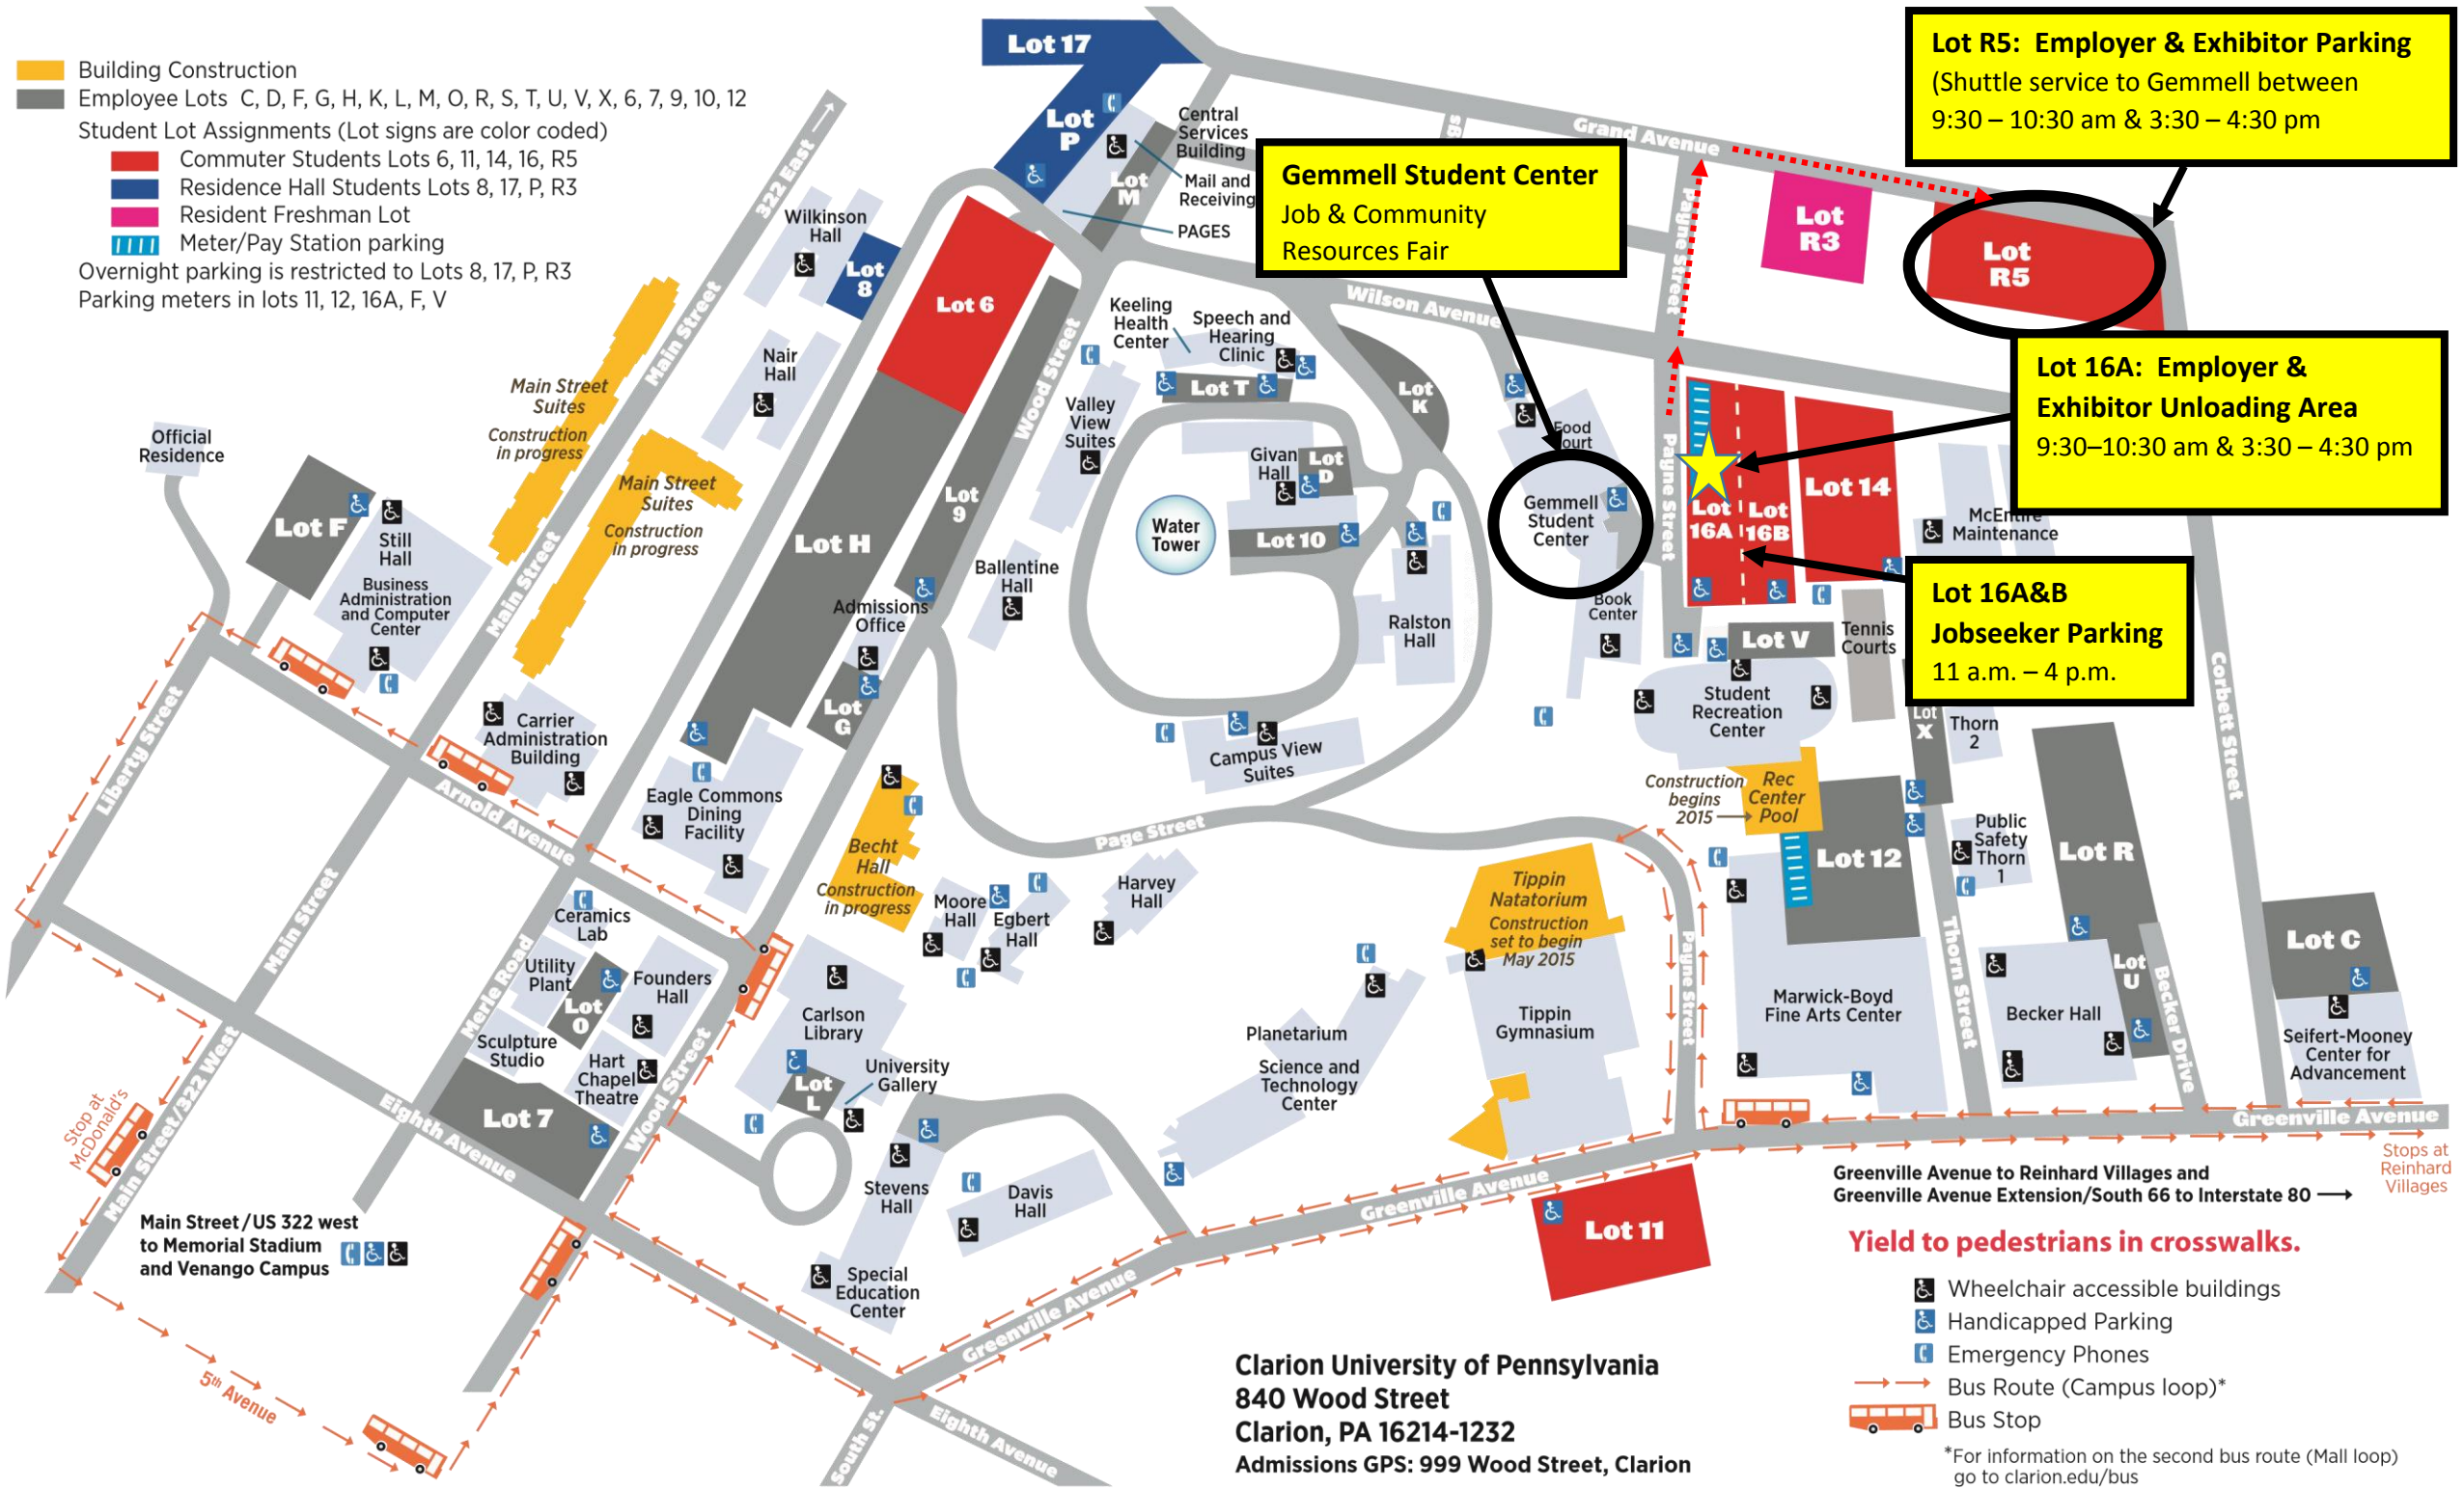 Building Construction
Employee Lots C, D, F, G, H, K, L, M, O, R, S, T, U, V, X, 6, 7, 9, 10, 12
Student Lot Assignments (Lot signs are color coded)
Commuter Students Lots 6, 11, 14, 16, R5
Residence Hall Students Lots 8, 17, P, R3
Resident Freshman Lot
Meter/Pay Station parking
Overnight parking is restricted to Lots 8, 17, P, R3
Parking meters in lots 11, 12, 16A, F, V
Lot 17
Lot
P
Central
Services
Building
Lot
M
Mail and
Receiving
PAGES
Gemmell Student Center
Job & Community
Resources Fair
Grand Avenue
Lot R5: Employer & Exhibitor Parking
(Shuttle service to Gemmell between
9:30 – 10:30 am & 3:30 – 4:30 pm
Payne Street
Lot
R3
Lot
R5
322 East
Wilkinson
Hall
Lot
8
Lot 6
Main Street
Nair
Hall
Main Street
Suites
Construction
in progress
Main Street
Suites
Construction
in progress
Official
Residence
Wood Street
Keeling
Health
Center
Speech and
Hearing
Clinic
Wilson Avenue
Lot T
Lot
K
Valley
View
Suites
Food
Lot 16A: Employer &
Exhibitor Unloading Area
9:30–10:30 am & 3:30 – 4:30 pm
Lot F
Still
Hall
Business
Administration
and Computer
Center
Main Street
Lot H
Lot
9
Givan
Hall
Lot
D
Water
Tower
Lot 10
Gemmell
Student
Center
Payne Street
Lot
16A
Lot
16B
Lot 14
McEntire
Maintenance
Ballentine
Hall
Admissions
Office
Ralston
Hall
Book
Center
Lot 16A&B
Jobseeker Parking
11 a.m. – 4 p.m.
Lot V
Tennis
Courts
Corbett Street
Liberty Street
Carrier
Administration
Building
Lot
G
Campus View
Suites
Student
Recreation
Center
Lot
X
Thorn
2
Arnold Avenue
Eagle Commons
Dining
Facility
Becht
Hall
Construction
in progress
Page Street
Construction
begins
2015
Rec
Center
Pool
Lot 12
Public
Safety
Thorn
1
Lot R
Main Street
Ceramics
Lab
Moore
Hall
Egbert
Hall
Harvey
Hall
Tippin
Natatorium
Construction
set to begin
May 2015
Lot C
Merle Road
Utility
Plant
Lot
O
Founders
Hall
Sculpture
Studio
Hart
Chapel
Theatre
Wood Street
Carlson
Library
University
Gallery
Lot
L
Planetarium
Science and
Technology
Center
Tippin
Gymnasium
Payne Street
Marwick-Boyd
Fine Arts Center
Thorn Street
Becker Hall
Lot
U
Becker Drive
Seifert-Mooney
Center for
Advancement
Stop at
McDonald's
Main Street/322 West
Eighth Avenue
Lot 7
Stevens
Hall
Davis
Hall
Special
Education
Center
Greenville Avenue
Greenville Avenue
Greenville Avenue
Stops at
Reinhard
Villages
Lot 11
Greenville Avenue to Reinhard Villages and
Greenville Avenue Extension/South 66 to Interstate 80
Main Street/US 322 west
to Memorial Stadium
and Venango Campus
5th Avenue
South St.
Eighth Avenue
Clarion University of Pennsylvania
840 Wood Street
Clarion, PA 16214-1232
Admissions GPS: 999 Wood Street, Clarion
Yield to pedestrians in crosswalks.
Wheelchair accessible buildings
Handicapped Parking
Emergency Phones
Bus Route (Campus loop)*
Bus Stop
*For information on the second bus route (Mall loop)
go to clarion.edu/bus